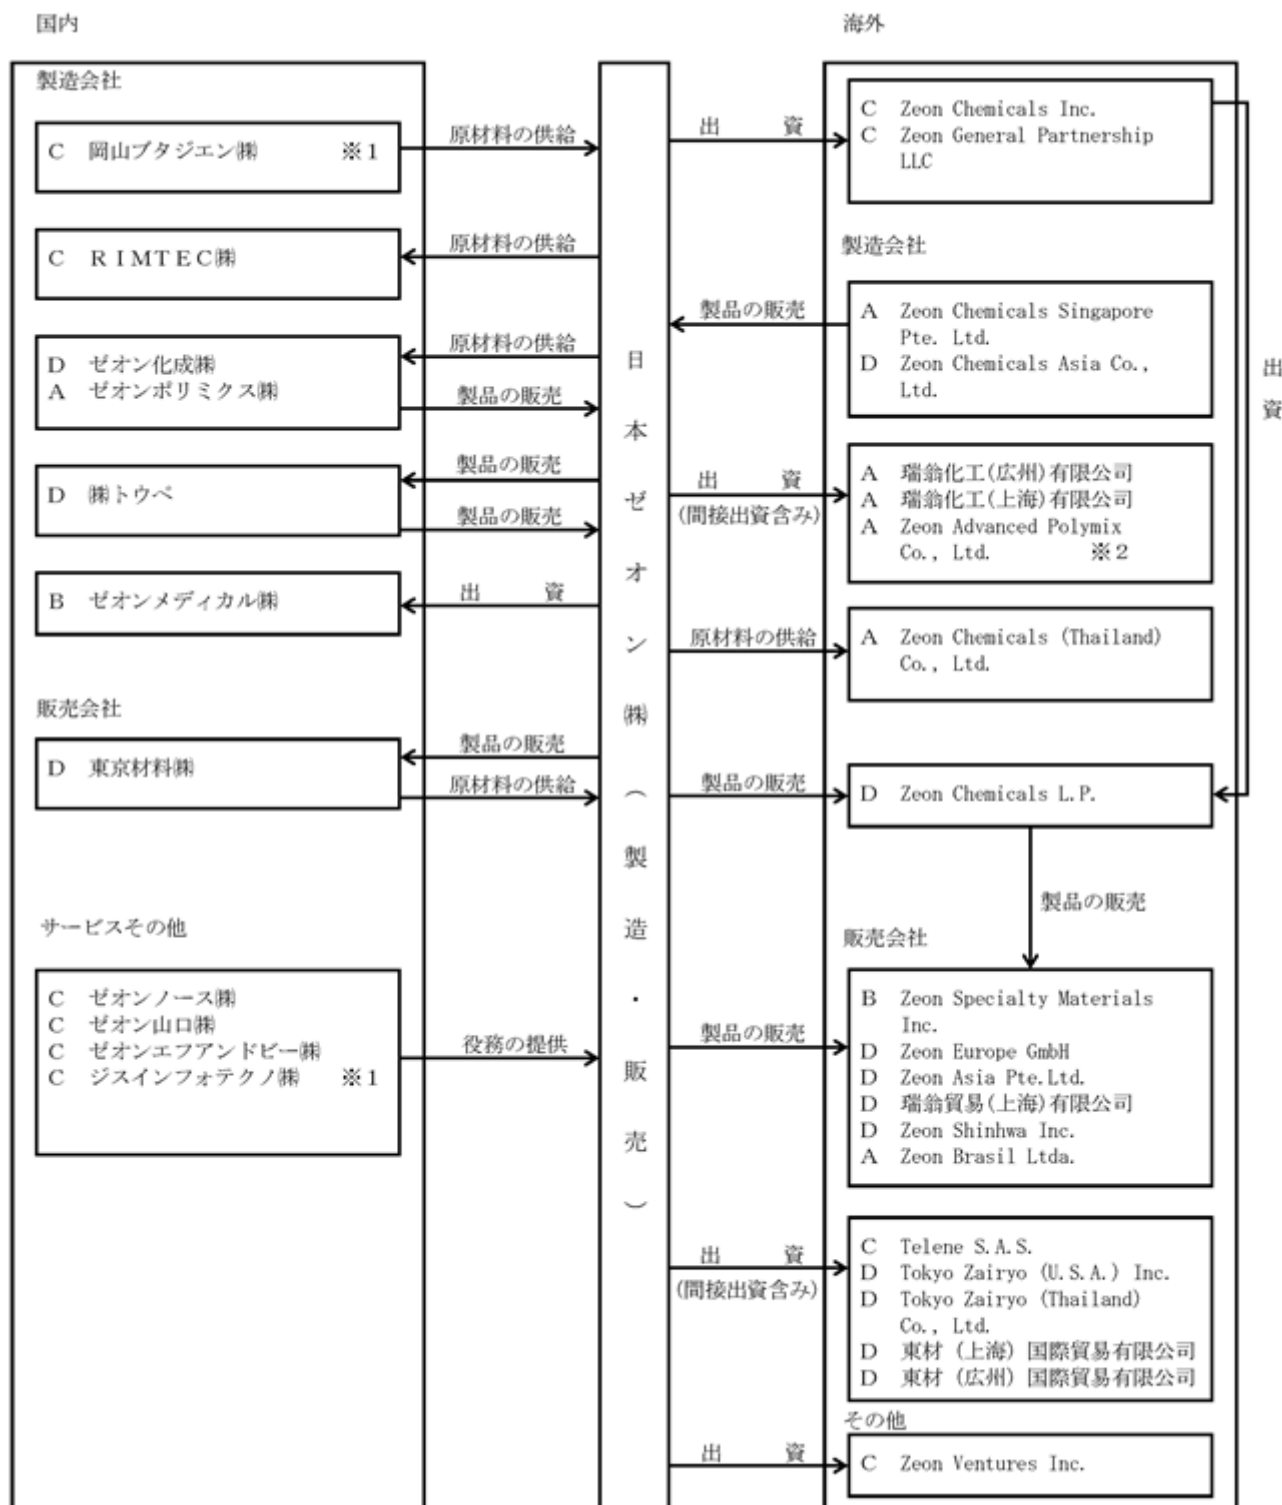 国内
製造会社
C 岡山ブタジエン㈱ ※1
C RIMTEC㈱
D ゼオン化成㈱
A ゼオンポリミクス㈱
D ㈱トウペ
B ゼオンメディカル㈱
販売会社
D 東京材料㈱
サービスその他
C ゼオンノース㈱
C ゼオン山口㈱
C ゼオンエフアンドビー㈱
C ジスインフォテクノ㈱ ※1
原材料の供給
原材料の供給
原材料の供給
製品の販売
製品の販売
製品の販売
出 資
製品の販売
原材料の供給
役務の提供
日本ゼオン㈱(製造・販売)
出 資
製品の販売
出 資
(間接出資含み)
原材料の供給
製品の販売
製品の販売
出 資
(間接出資含み)
出 資
海外
C Zeon Chemicals Inc.
C Zeon General Partnership
LLC
製造会社
A Zeon Chemicals Singapore
Pte. Ltd.
D Zeon Chemicals Asia Co.,
Ltd.
A 瑞翁化工(広州)有限公司
A 瑞翁化工(上海)有限公司
A Zeon Advanced Polymix
Co., Ltd. ※2
A Zeon Chemicals (Thailand)
Co., Ltd.
D Zeon Chemicals L.P.
製品の販売
販売会社
B Zeon Specialty Materials
Inc.
D Zeon Europe GmbH
D Zeon Asia Pte.Ltd.
D 瑞翁貿易(上海)有限公司
D Zeon Shinhwa Inc.
A Zeon Brasil Ltda.
C Telene S.A.S.
D Tokyo Zairyo (U.S.A.) Inc.
D Tokyo Zairyo (Thailand)
Co., Ltd.
D 東材(上海)国際貿易有限公司
D 東材(広州)国際貿易有限公司
その他
C Zeon Ventures Inc.
出資